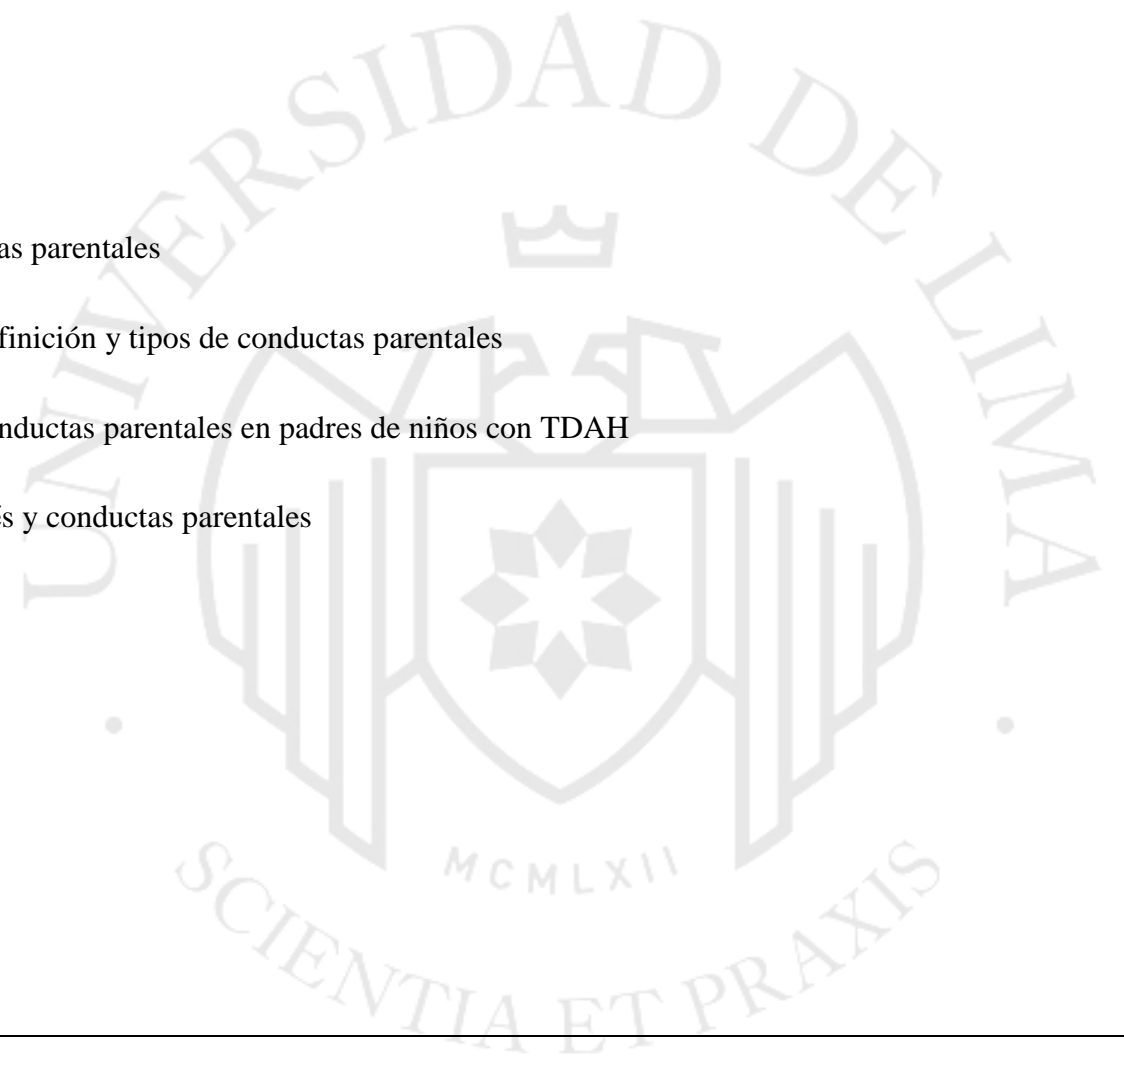 UNIVERSIDAD DE LIMA
as parentales
finición y tipos de conductas parentales
nductas parentales en padres de niños con TDAH
s y conductas parentales
MCMLXII
SCIENTIA ET PRAXIS